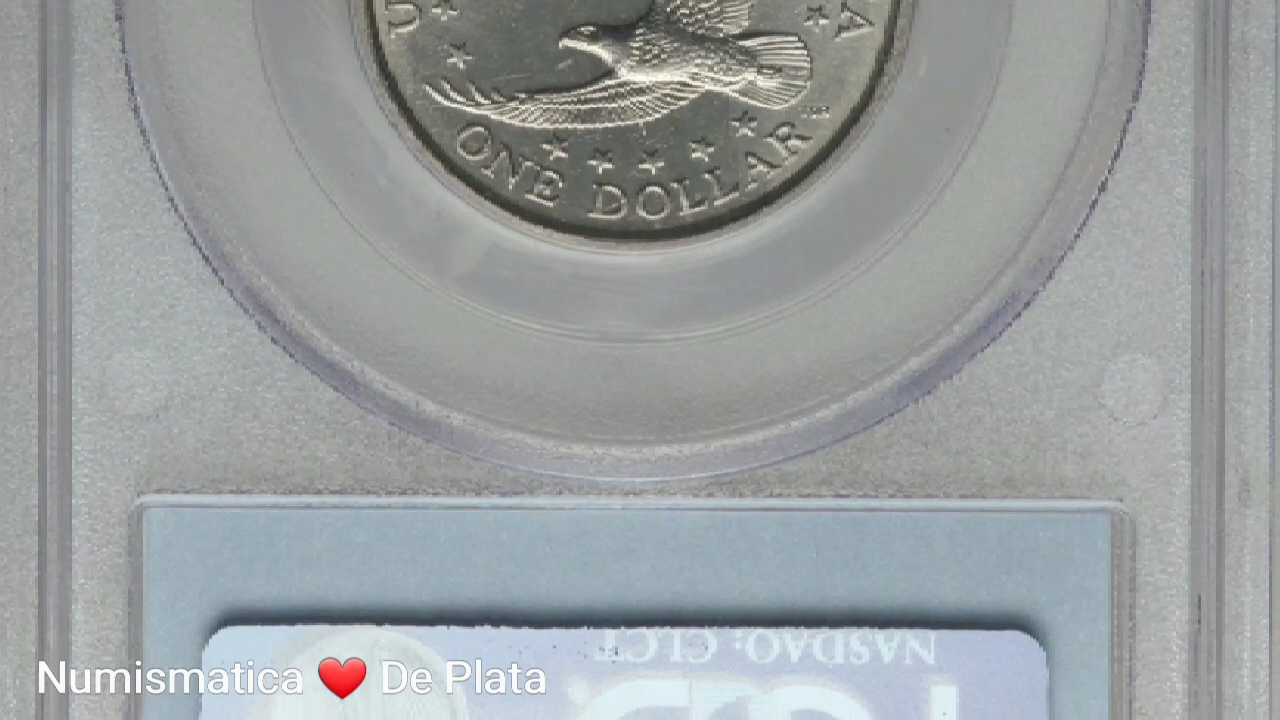 U
A
ONE DOLLAR
NASDAQ: CLCT
Numismatica ❤️ De Plata